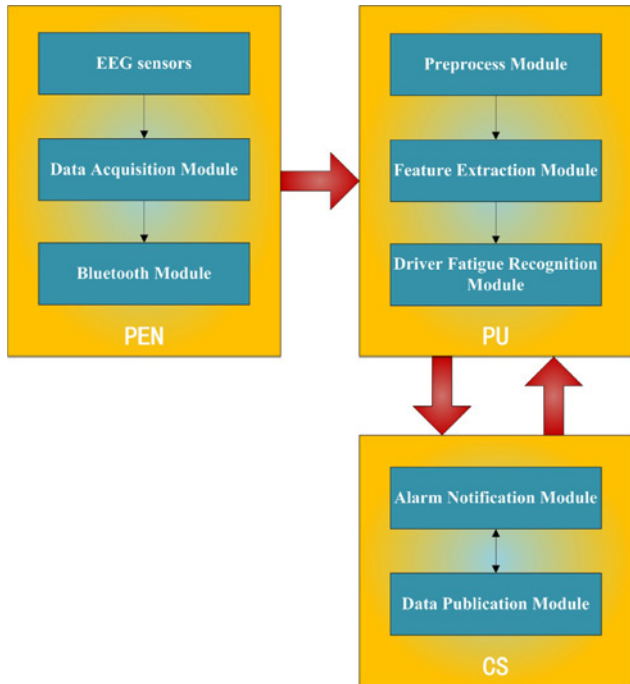 EEG sensors
Data Acquisition Module
Bluetooth Module
PEN
Preprocess Module
Feature Extraction Module
Driver Fatigue Recognition
Module
PU
Alarm Notification Module
Data Publication Module
CS